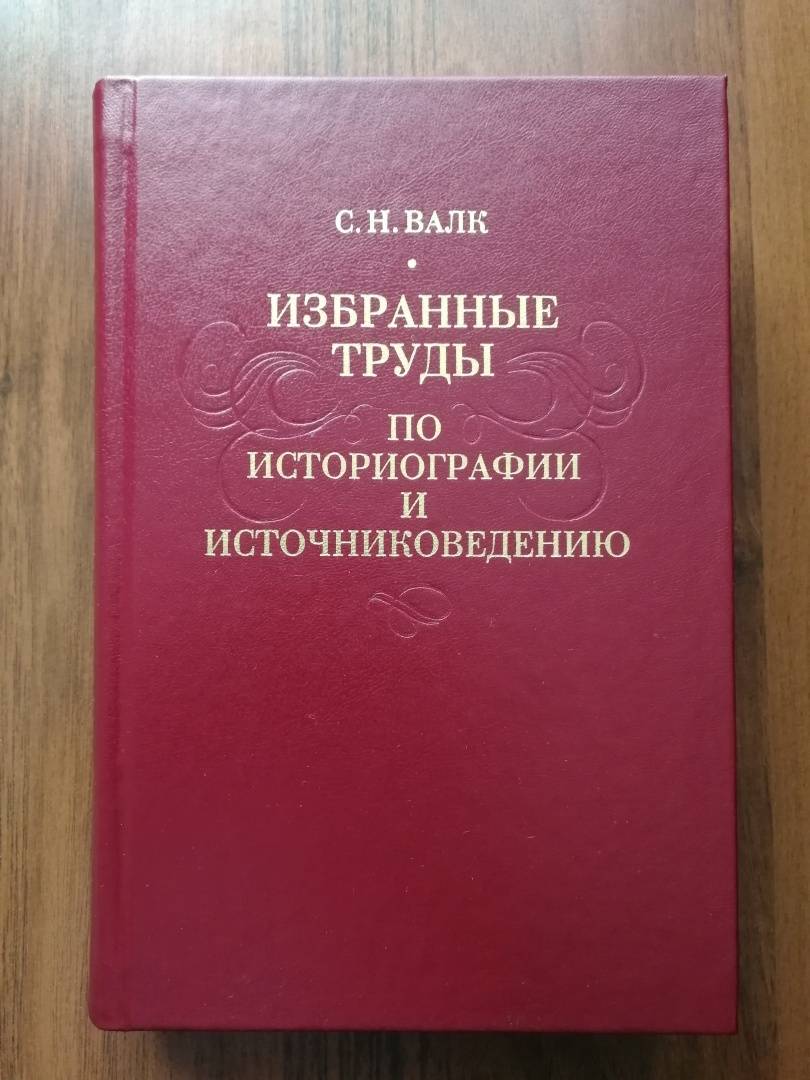 С. Н. ВАЛК
•
ИЗБРАННЫЕ
ТРУДЫ
ПО
ИСТОРИОГРАФИИ
И
ИСТОЧНИКОВЕДЕНИЮ